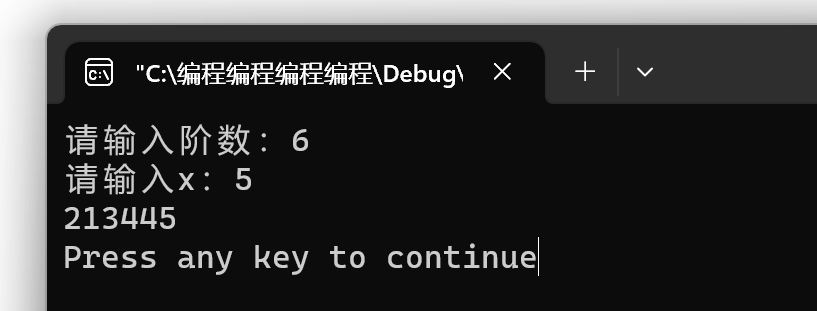 "C:\编程编程编程编程\Debug\
请输入阶数：6
请输入x：5
213445
Press any key to continue